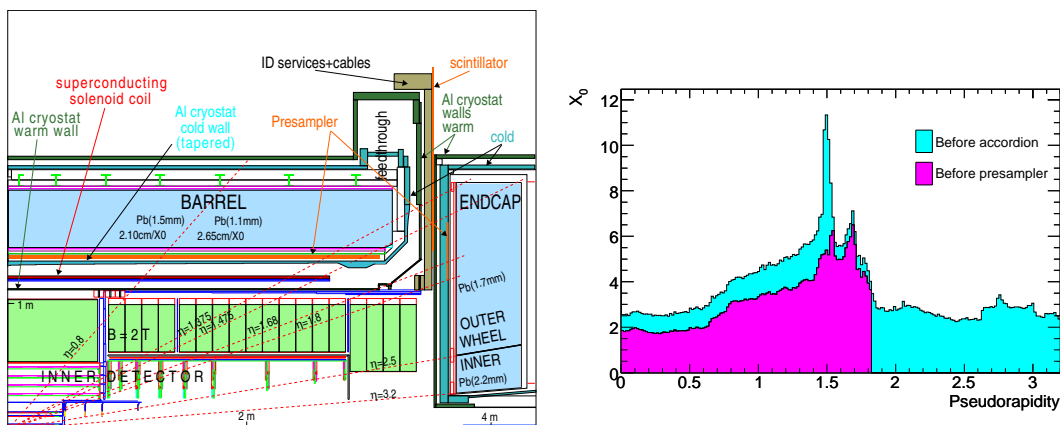 ID services+cables
scintillator
superconducting
solenoid coil
Al cryostat
warm wall
Al cryostat
cold wall
(tapered)
Presampler
feedthrough
Al cryostat
walls
warm
cold
BARREL
Pb(1.5mm)
Pb(1.1mm)
2.10cm/X0
2.65cm/X0
ENDCAP
Pb(1.7mm)
OUTER
WHEEL
INNER
Pb(2.2mm)
1 m
η=0.8
B=2T
η=1.375
η=1.475
η=1.68
η=1.8
η=2.5
η=3.2
INNER DETECTOR
2 m
4 m
X0
12
10
8
6
4
2
0
Before accordion
Before presampler
0 0.5 1 1.5 2 2.5 3
Pseudorapidity